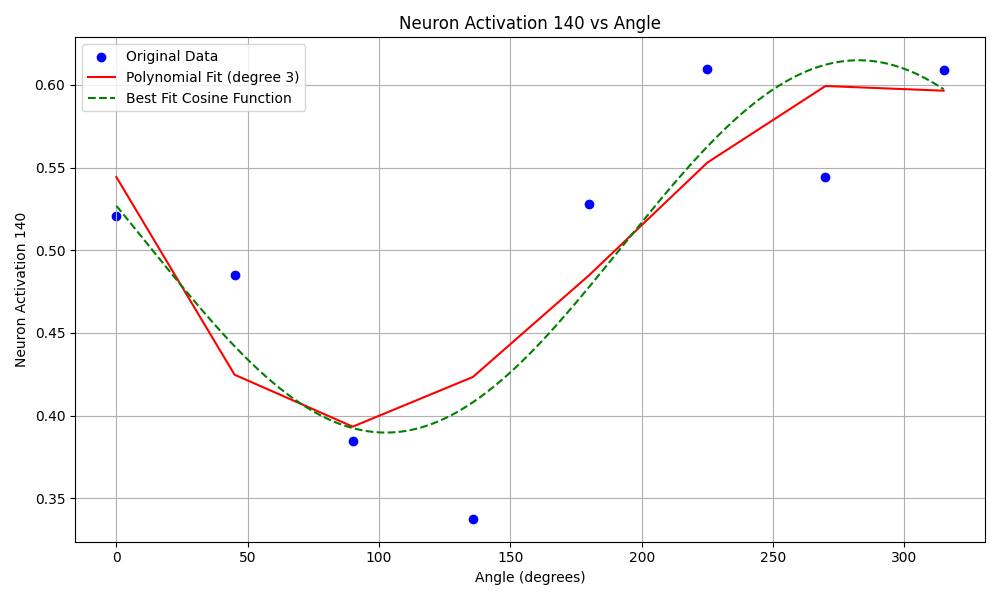 Neuron Activation 140 vs Angle
Original Data
Polynomial Fit (degree 3)
Best Fit Cosine Function
0.60
0.55
0.50
0.45
0.40
0.35
Neuron Activation 140
0 50 100 150 200 250 300
Angle (degrees)